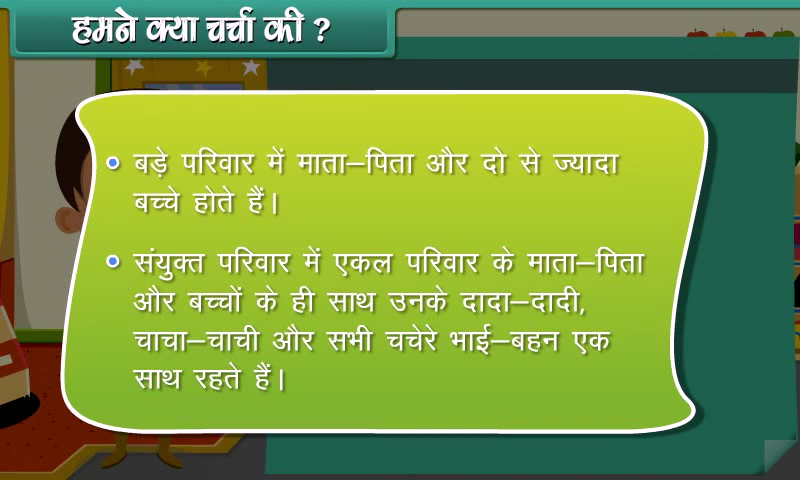 हमने क्या चर्चा की ?
बड़े परिवार में माता–पिता और दो से ज्यादा
बच्चे होते हैं।
संयुक्त परिवार में एकल परिवार के माता–पिता
और बच्चों के ही साथ उनके दादा–दादी,
चाचा–चाची और सभी चचेरे भाई–बहन एक
साथ रहते हैं।